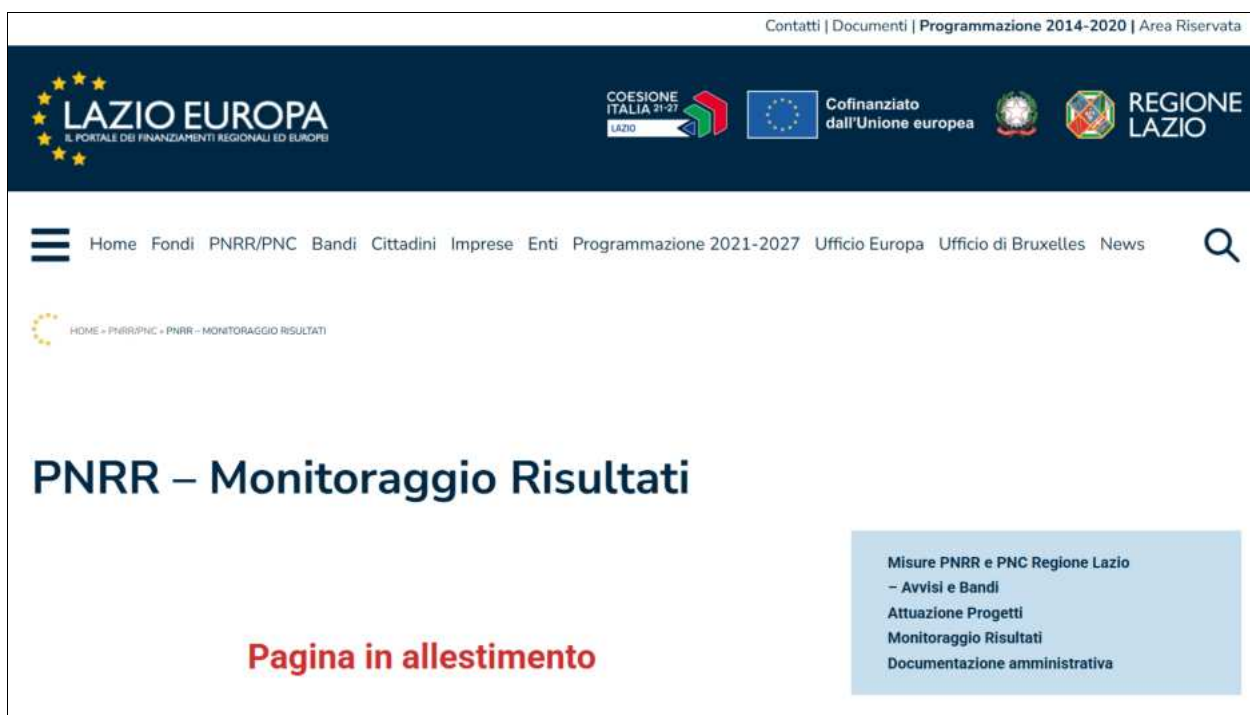 Contatti | Documenti | Programmazione 2014-2020 | Area Riservata
LAZIO EUROPA
IL PORTALE DEI FINANZIAMENTI REGIONALI ED EUROPEI
COESIONE
ITALIA 21-27
LAZIO
Cofinanziato
dall'Unione europea
REGIONE
LAZIO
Home Fondi PNRR/PNC Bandi Cittadini Imprese Enti Programmazione 2021-2027 Ufficio Europa Ufficio di Bruxelles News
HOME » PNRR/PNC » PNRR – MONITORAGGIO RISULTATI
PNRR – Monitoraggio Risultati
Misure PNRR e PNC Regione Lazio
– Avvisi e Bandi
Attuazione Progetti
Monitoraggio Risultati
Documentazione amministrativa
Pagina in allestimento